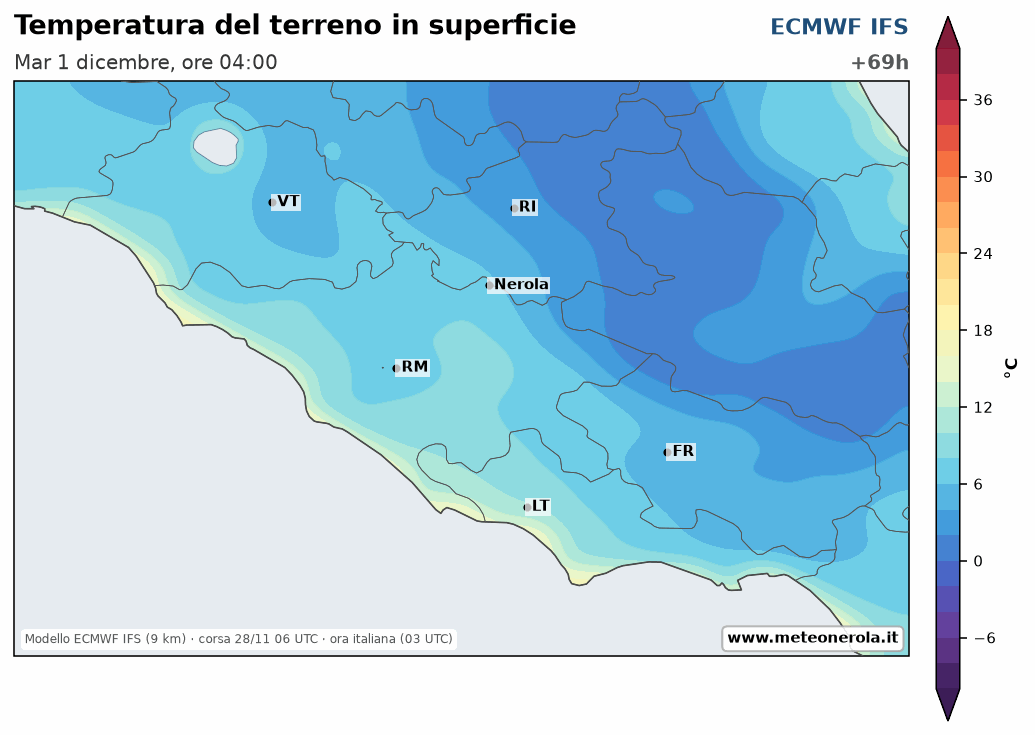 Temperatura del terreno in superficie
ECMWF IFS
Mar 1 dicembre, ore 04:00
+69h
VT
RI
Nerola
RM
FR
LT
36
30
24
18
12
6
0
−6
°C
Modello ECMWF IFS (9 km) · corsa 28/11 06 UTC · ora italiana (03 UTC)
www.meteonerola.it